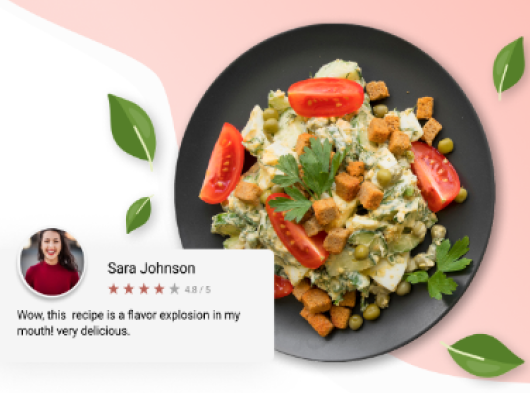 Sara Johnson
4.8 / 5
Wow, this recipe is a flavor explosion in my
mouth! very delicious.